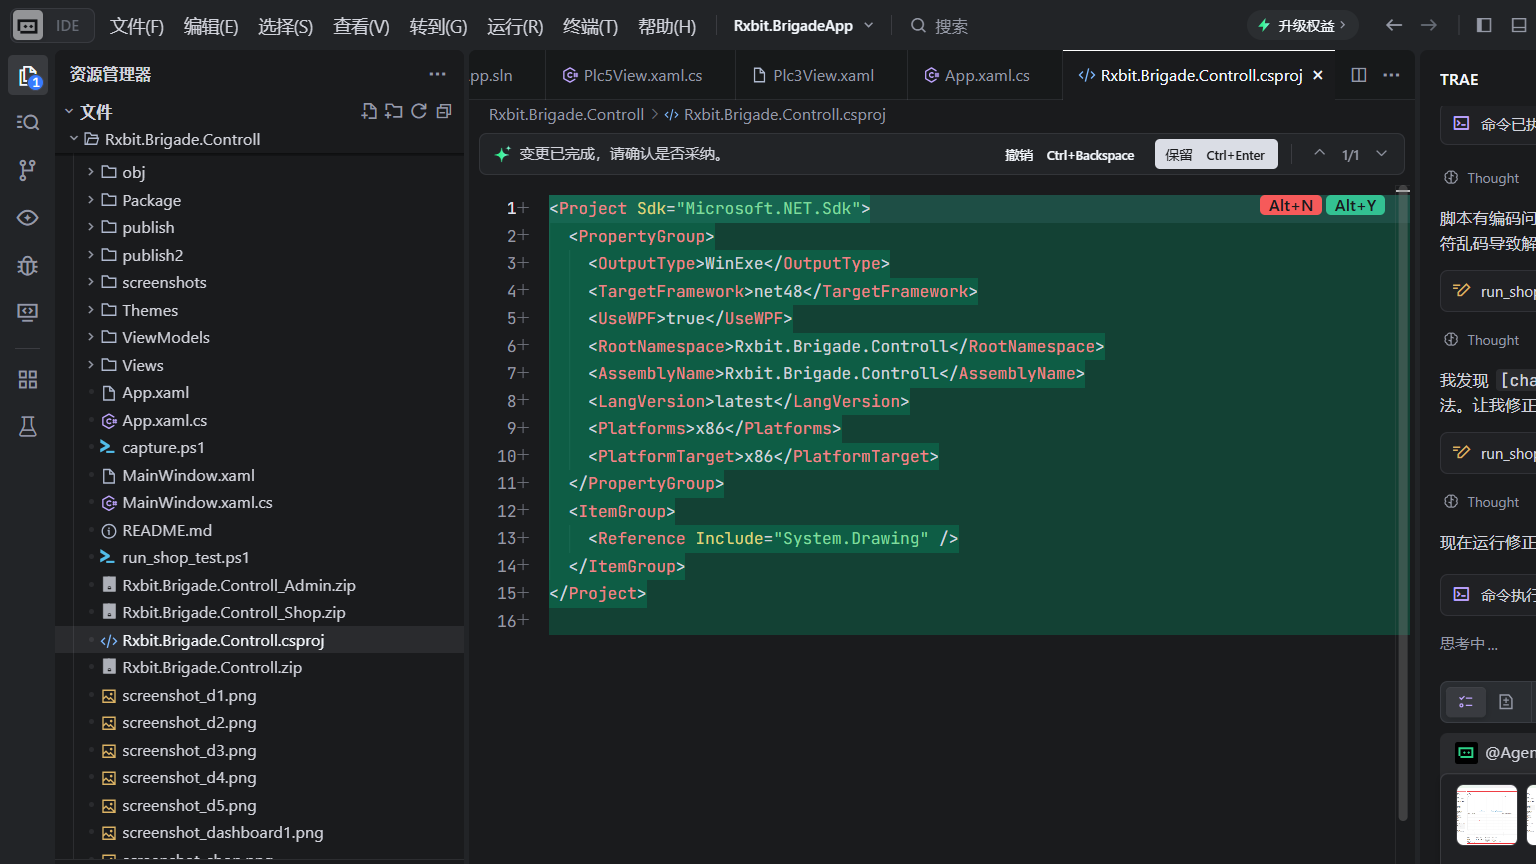 IDE
文件(F)
编辑(E)
选择(S)
查看(V)
转到(G)
运行(R)
终端(T)
帮助(H)
Rxbit.BrigadeApp
搜索
升级权益
1
资源管理器
文件
Rxbit.Brigade.Controll
obj
Package
publish
publish2
screenshots
Themes
ViewModels
Views
App.xaml
App.xaml.cs
capture.ps1
MainWindow.xaml
MainWindow.xaml.cs
README.md
run_shop_test.ps1
Rxbit.Brigade.Controll_Admin.zip
Rxbit.Brigade.Controll_Shop.zip
Rxbit.Brigade.Controll.csproj
Rxbit.Brigade.Controll.zip
screenshot_d1.png
screenshot_d2.png
screenshot_d3.png
screenshot_d4.png
screenshot_d5.png
screenshot_dashboard1.png
pp.sln
Plc5View.xaml.cs
Plc3View.xaml
App.xaml.cs
Rxbit.Brigade.Controll.csproj
Rxbit.Brigade.Controll > Rxbit.Brigade.Controll.csproj
变更已完成，请确认是否采纳。
撤销 Ctrl+Backspace
保留 Ctrl+Enter
1/1
Alt+N
Alt+Y
1+ <Project Sdk="Microsoft.NET.Sdk">
2+ <PropertyGroup>
3+ <OutputType>WinExe</OutputType>
4+ <TargetFramework>net48</TargetFramework>
5+ <UseWPF>true</UseWPF>
6+ <RootNamespace>Rxbit.Brigade.Controll</RootNamespace>
7+ <AssemblyName>Rxbit.Brigade.Controll</AssemblyName>
8+ <LangVersion>latest</LangVersion>
9+ <Platforms>x86</Platforms>
10+ <PlatformTarget>x86</PlatformTarget>
11+ </PropertyGroup>
12+ <ItemGroup>
13+ <Reference Include="System.Drawing" />
14+ </ItemGroup>
15+ </Project>
16+
TRAE
命令已执
Thought
脚本有编码问
符乱码导致解
run_shop
Thought
我发现 [cha
法。让我修正
run_shop
Thought
现在运行修正
命令执行
思考中...
@Agen